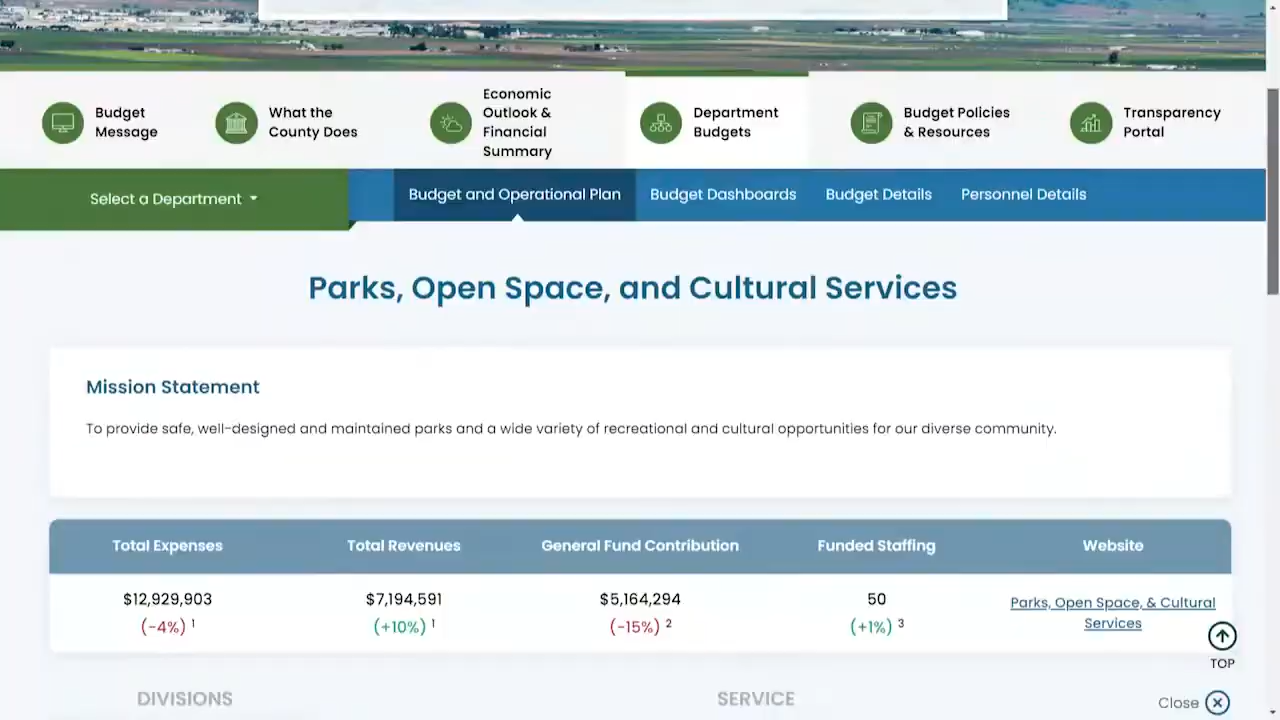 Budget
Message
What the
County Does
Economic
Outlook &
Financial
Summary
Department
Budgets
Budget Policies
& Resources
Transparency
Portal
Select a Department
Budget and Operational Plan
Budget Dashboards
Budget Details
Personnel Details
Parks, Open Space, and Cultural Services
Mission Statement
To provide safe, well-designed and maintained parks and a wide variety of recreational and cultural opportunities for our diverse community.
Total Expenses Total Revenues General Fund Contribution Funded Staffing Website
$12,929,903 $7,194,591 $5,164,294 50 Parks, Open Space, & Cultural
(-4%) 1 (+10%) 1 (-15%) 2 (+1%) 3 Services
TOP
DIVISIONS SERVICE
Close